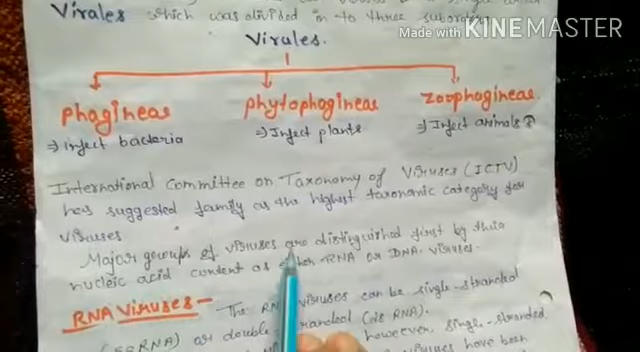 Made with KINEMASTER
Virales which was divided in to three suborders
Virales.
Phagineas
Phytophagineas
Zoophagineas.
⇒ infect bacteria
⇒ Infect plants
⇒ Infect animals
International Committee on Taxonomy of Viruses (ICTV)
has suggested family as the highest taxonomic category for
viruses.
Major groups of viruses are distinguished first by their
nucleic acid content as either RNA or DNA viruses.
RNA Viruses - The RNA viruses can be single-stranded
(ssRNA) or double stranded (ds RNA).
however, single-stranded
viruses have been